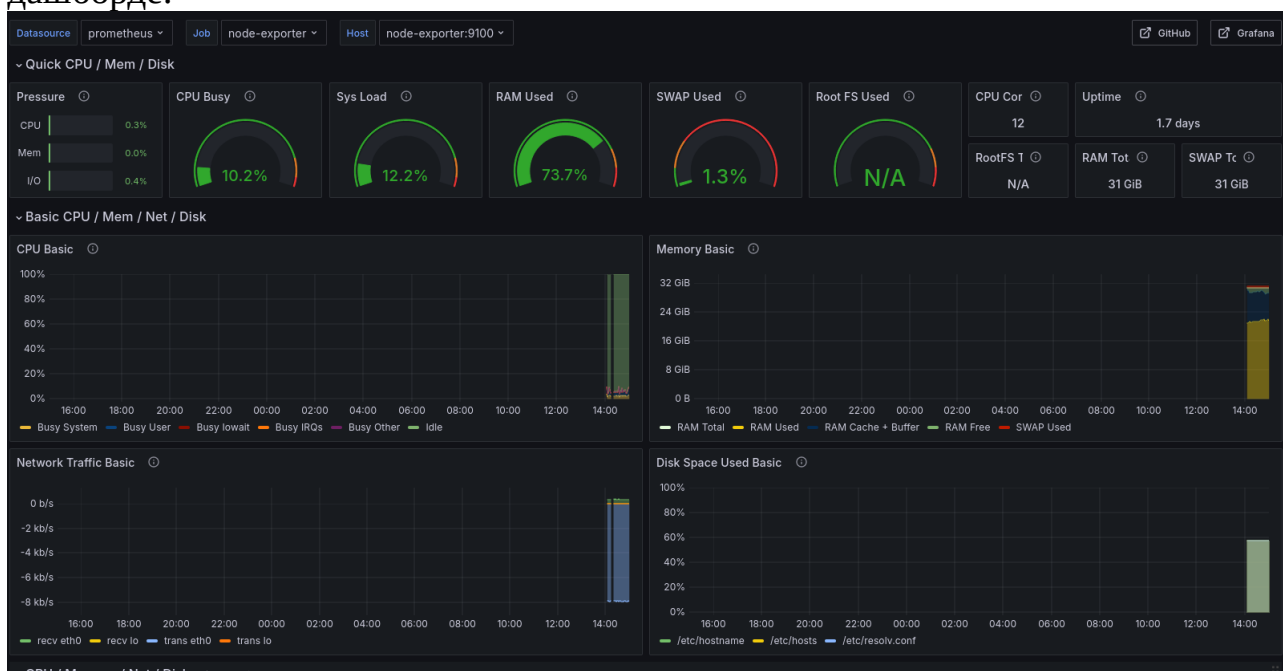 дашборде.
Datasource prometheus Job node-exporter Host node-exporter:9100 GitHub Grafana
Quick CPU / Mem / Disk
Pressure CPU Busy Sys Load RAM Used SWAP Used Root FS Used CPU Cor Uptime
CPU 0.3%
Mem 0.0%
I/O 0.4%
10.2%
12.2%
73.7%
1.3%
N/A
12 1.7 days
RootFS T RAM Tot SWAP Tc
N/A 31 GiB 31 GiB
Basic CPU / Mem / Net / Disk
CPU Basic
100%
80%
60%
40%
20%
0%
16:00 18:00 20:00 22:00 00:00 02:00 04:00 06:00 08:00 10:00 12:00 14:00
Busy System Busy User Busy Iowait Busy IRQs Busy Other Idle
Memory Basic
32 GiB
24 GiB
16 GiB
8 GiB
0 B
16:00 18:00 20:00 22:00 00:00 02:00 04:00 06:00 08:00 10:00 12:00 14:00
RAM Total RAM Used RAM Cache + Buffer RAM Free SWAP Used
Network Traffic Basic
0 b/s
-2 kb/s
-4 kb/s
-6 kb/s
-8 kb/s
16:00 18:00 20:00 22:00 00:00 02:00 04:00 06:00 08:00 10:00 12:00 14:00
recv eth0 recv lo trans eth0 trans lo
Disk Space Used Basic
100%
80%
60%
40%
20%
0%
16:00 18:00 20:00 22:00 00:00 02:00 04:00 06:00 08:00 10:00 12:00 14:00
/etc/hostname /etc/hosts /etc/resolv.conf